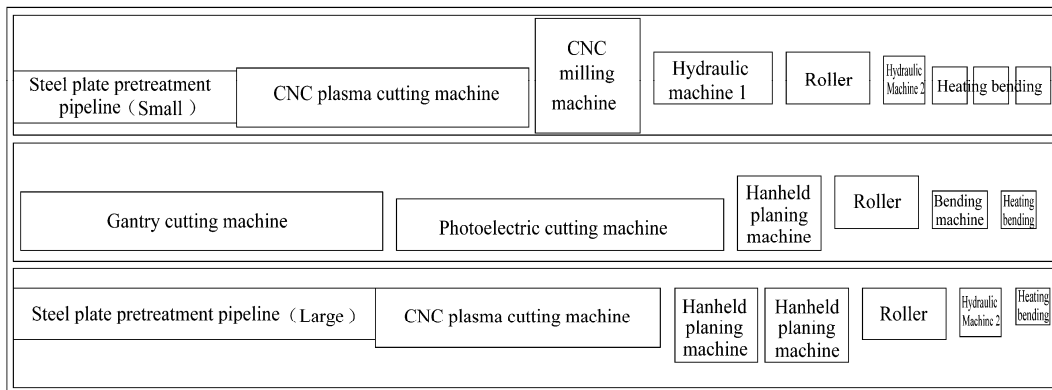 Steel plate pretreatment
pipeline（Small）
CNC plasma cutting machine
CNC
milling
machine
Hydraulic
machine 1
Roller
Hydraulic
Machine 2
Heating bending
Gantry cutting machine
Photoelectric cutting machine
Hanheld
planing
machine
Roller
Bending
machine
Heating
bending
Steel plate pretreatment pipeline（Large）
CNC plasma cutting machine
Hanheld
planing
machine
Hanheld
planing
machine
Roller
Hydraulic
Machine 2
Heating
bending